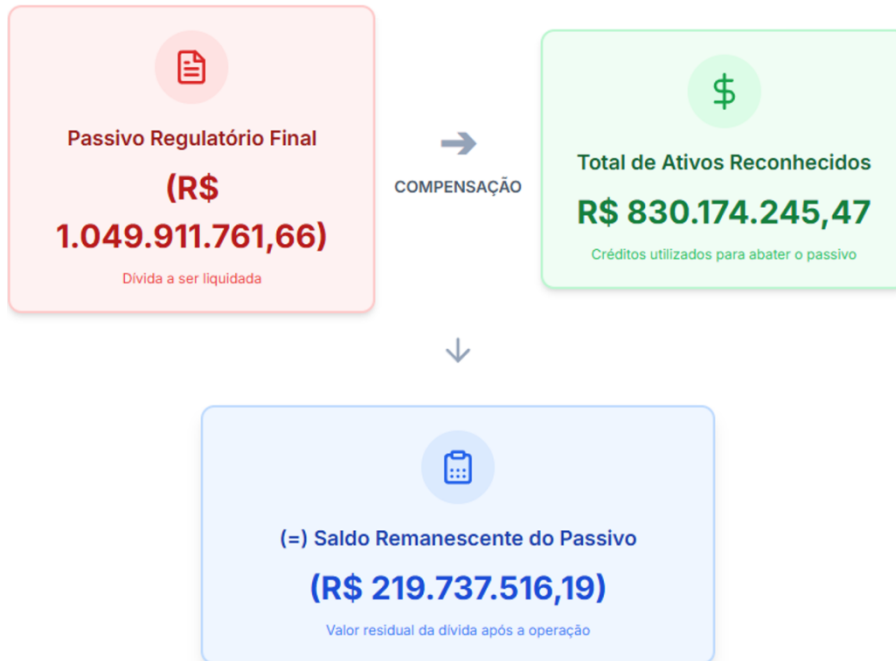 Passivo Regulatório Final
(R$
1.049.911.761,66)
Dívida a ser liquidada
➔
COMPENSAÇÃO
Total de Ativos Reconhecidos
R$ 830.174.245,47
Créditos utilizados para abater o passivo
(=) Saldo Remanescente do Passivo
(R$ 219.737.516,19)
Valor residual da dívida após a operação